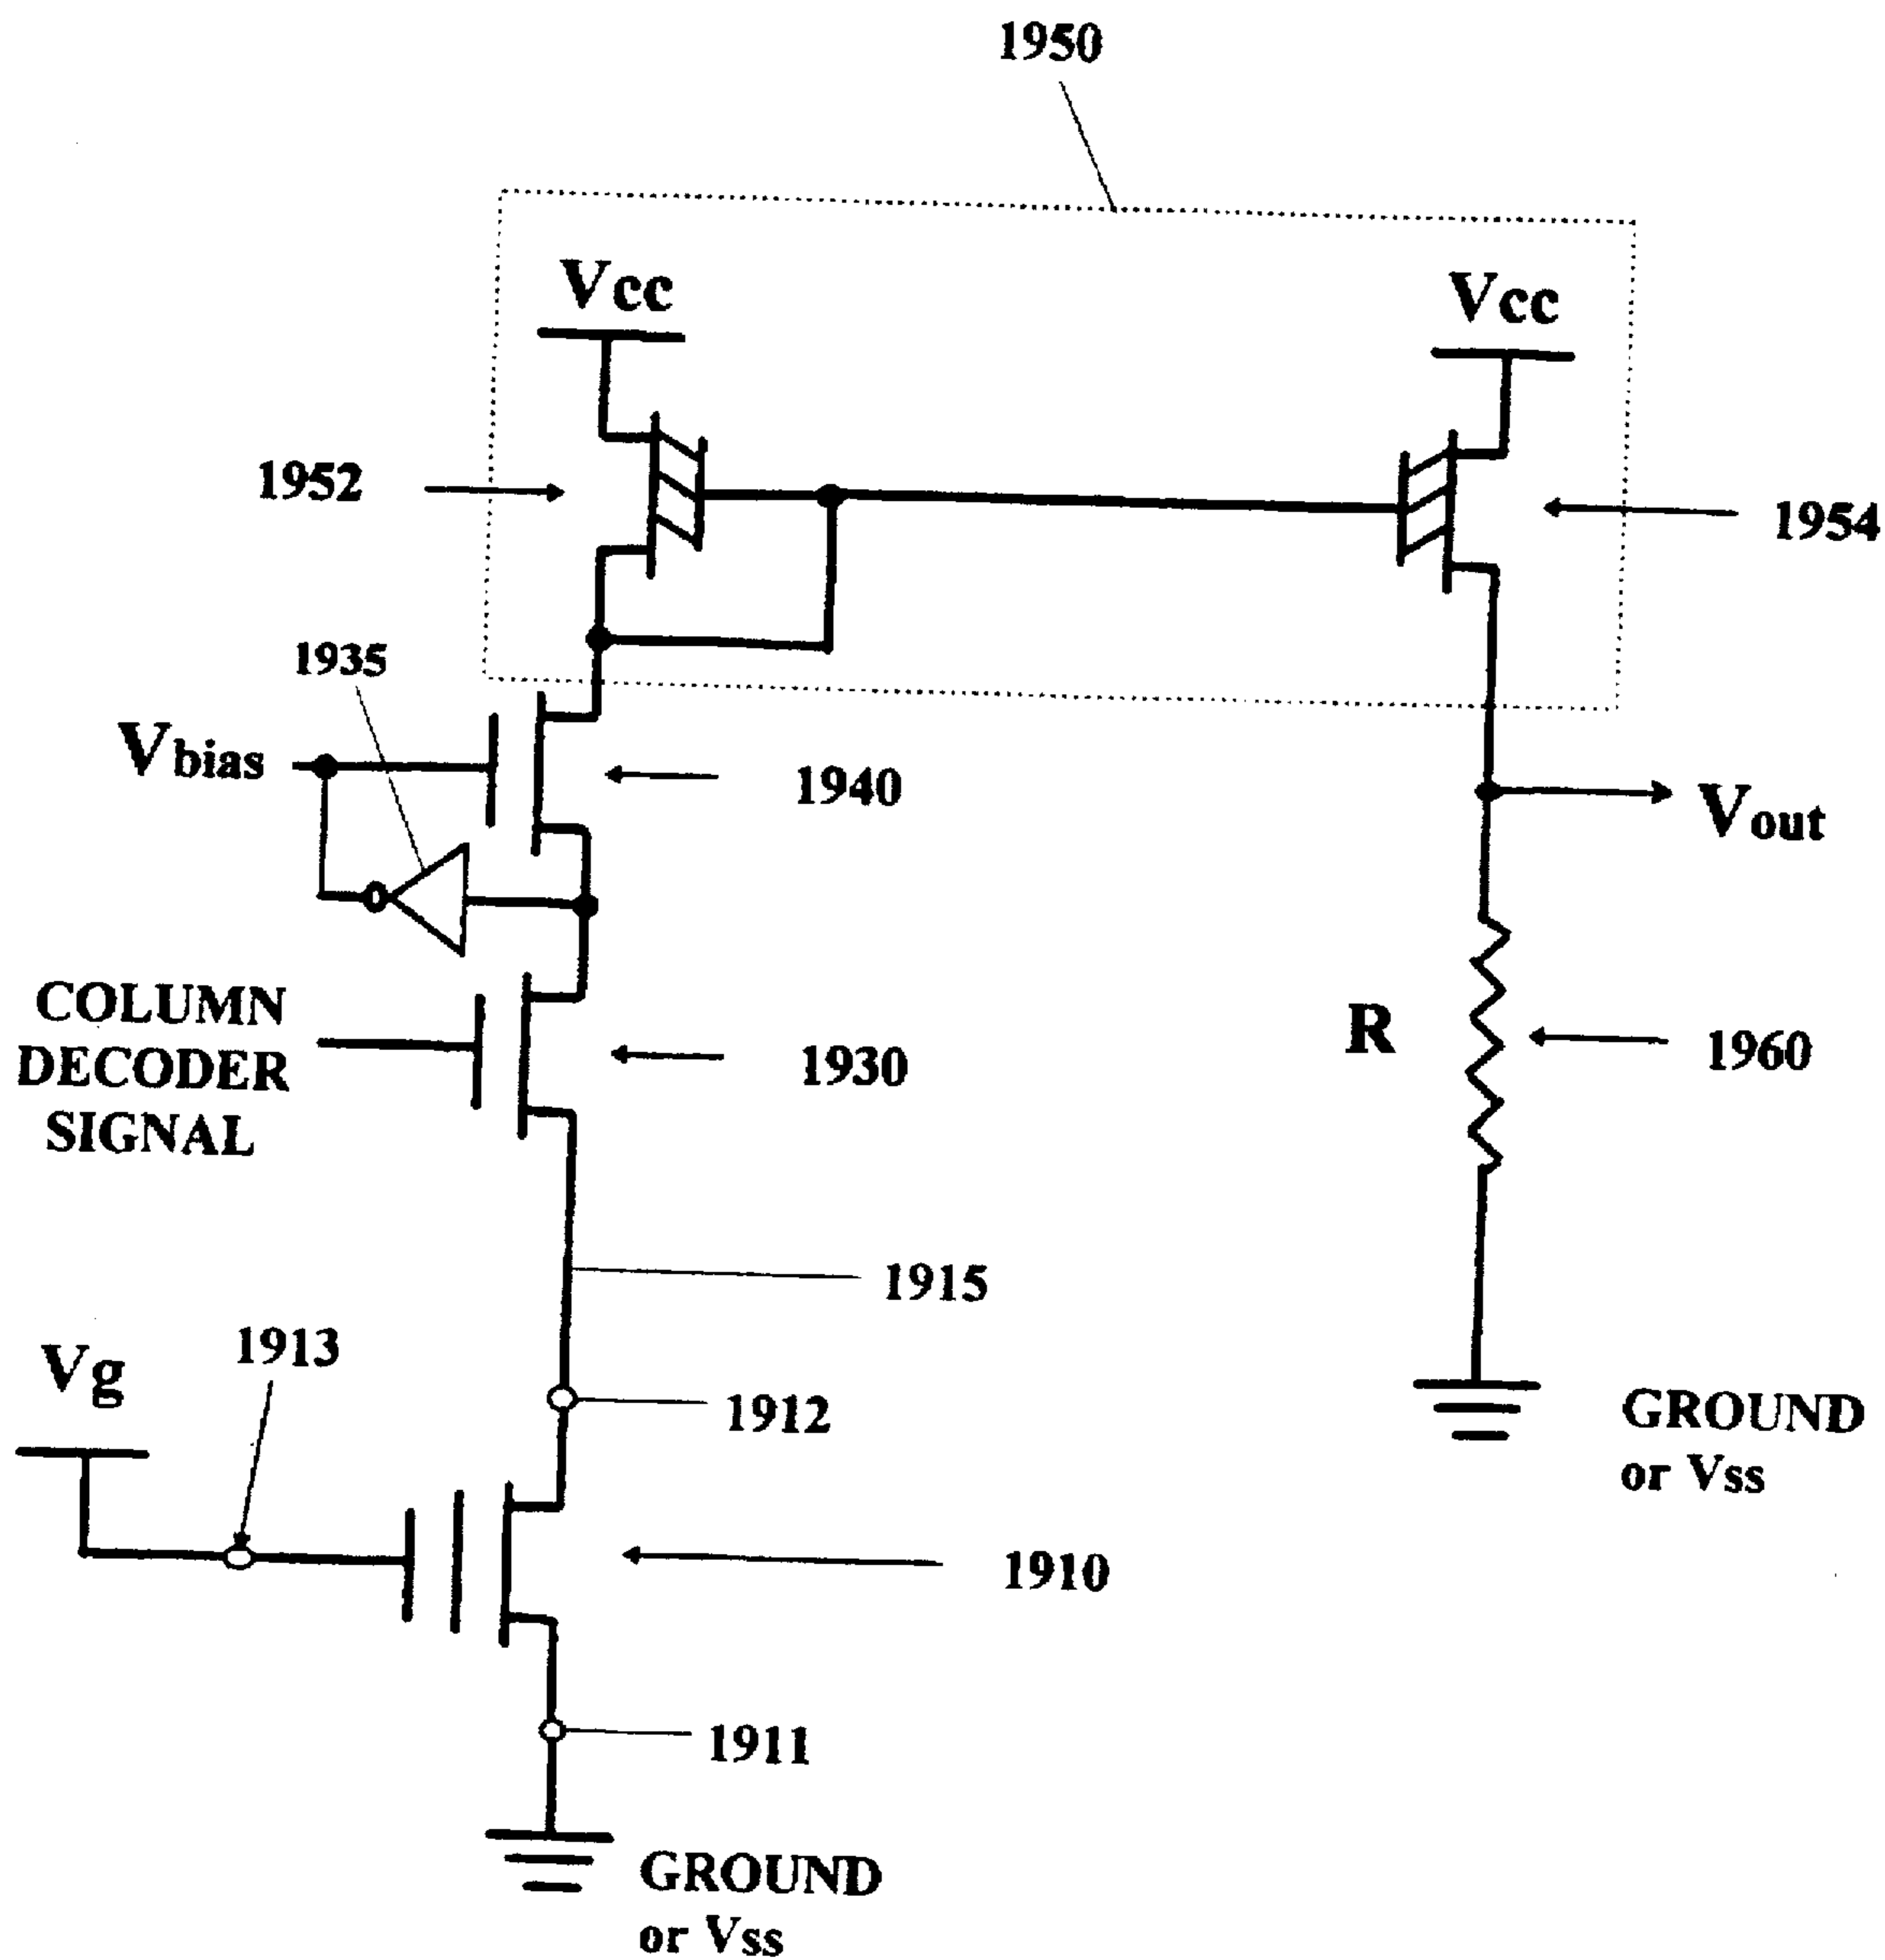 1950
Vcc
Vcc
1952
1954
1935
Vbias
1940
Vout
COLUMN
DECODER
SIGNAL
1930
R
1960
1915
Vg
1913
1912
GROUND
or Vss
1910
1911
GROUND
or Vss